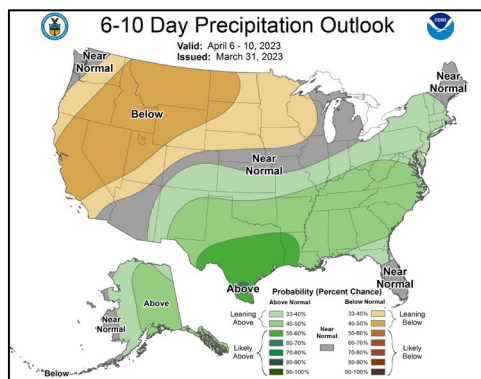 6-10 Day Precipitation Outlook
Valid: April 6 - 10, 2023
Issued: March 31, 2023
NOAA
Near
Normal
Near
Normal
Below
Near
Normal
Above
Near
Normal
Above
Near
Normal
Below
Probability (Percent Chance)
Above Normal
Below Normal
Leaning
Above
33-40%
40-50%
Near
Normal
33-40%
40-50%
Leaning
Below
Likely
Above
50-60%
60-70%
70-80%
80-90%
90-100%
50-60%
60-70%
70-80%
80-90%
90-100%
Likely
Below